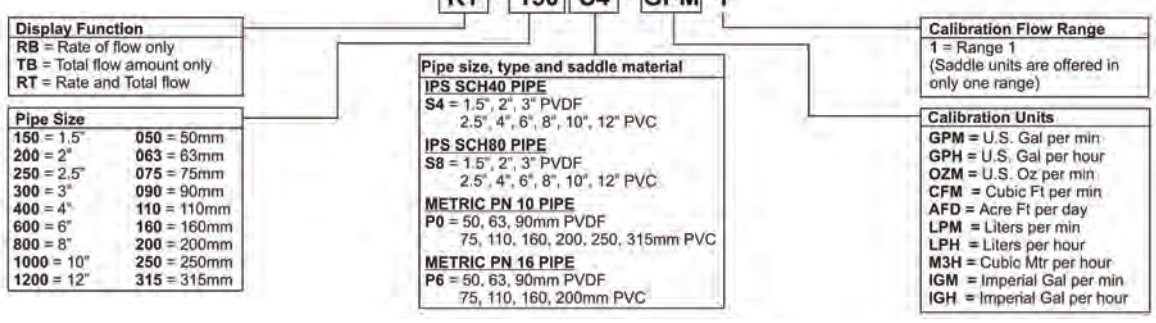 RT 150 S4 GPM 1
Display Function
RB = Rate of flow only
TB = Total flow amount only
RT = Rate and Total flow
Pipe Size
150 = 1.5" 050 = 50mm
200 = 2" 063 = 63mm
250 = 2.5" 075 = 75mm
300 = 3" 090 = 90mm
400 = 4" 110 = 110mm
600 = 6" 160 = 160mm
800 = 8" 200 = 200mm
1000 = 10" 250 = 250mm
1200 = 12" 315 = 315mm
Pipe size, type and saddle material
IPS SCH40 PIPE
S4 = 1.5", 2", 3" PVDF
2.5", 4", 6", 8", 10", 12" PVC
IPS SCH80 PIPE
S8 = 1.5", 2", 3" PVDF
2.5", 4", 6", 8", 10", 12" PVC
METRIC PN 10 PIPE
P0 = 50, 63, 90mm PVDF
75, 110, 160, 200, 250, 315mm PVC
METRIC PN 16 PIPE
P6 = 50, 63, 90mm PVDF
75, 110, 160, 200mm PVC
Calibration Flow Range
1 = Range 1
(Saddle units are offered in
only one range)
Calibration Units
GPM = U.S. Gal per min
GPH = U.S. Gal per hour
OZM = U.S. Oz per min
CFM = Cubic Ft per min
AFD = Acre Ft per day
LPM = Liters per min
LPH = Liters per hour
M3H = Cubic Mtr per hour
IGM = Imperial Gal per min
IGH = Imperial Gal per hour